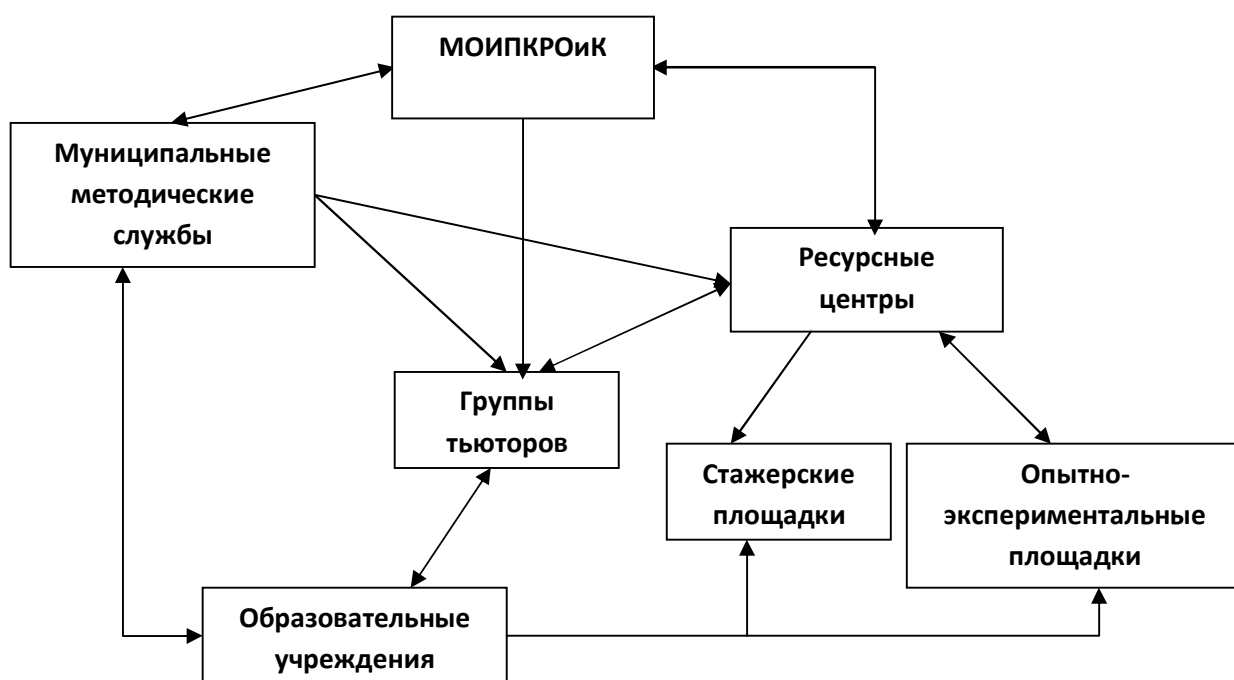 МОИПКРОиК
Муниципальные
методические
службы
Ресурсные
центры
Группы
тьюторов
Стажерские
площадки
Опытно-
экспериментальные
площадки
Образовательные
учреждения